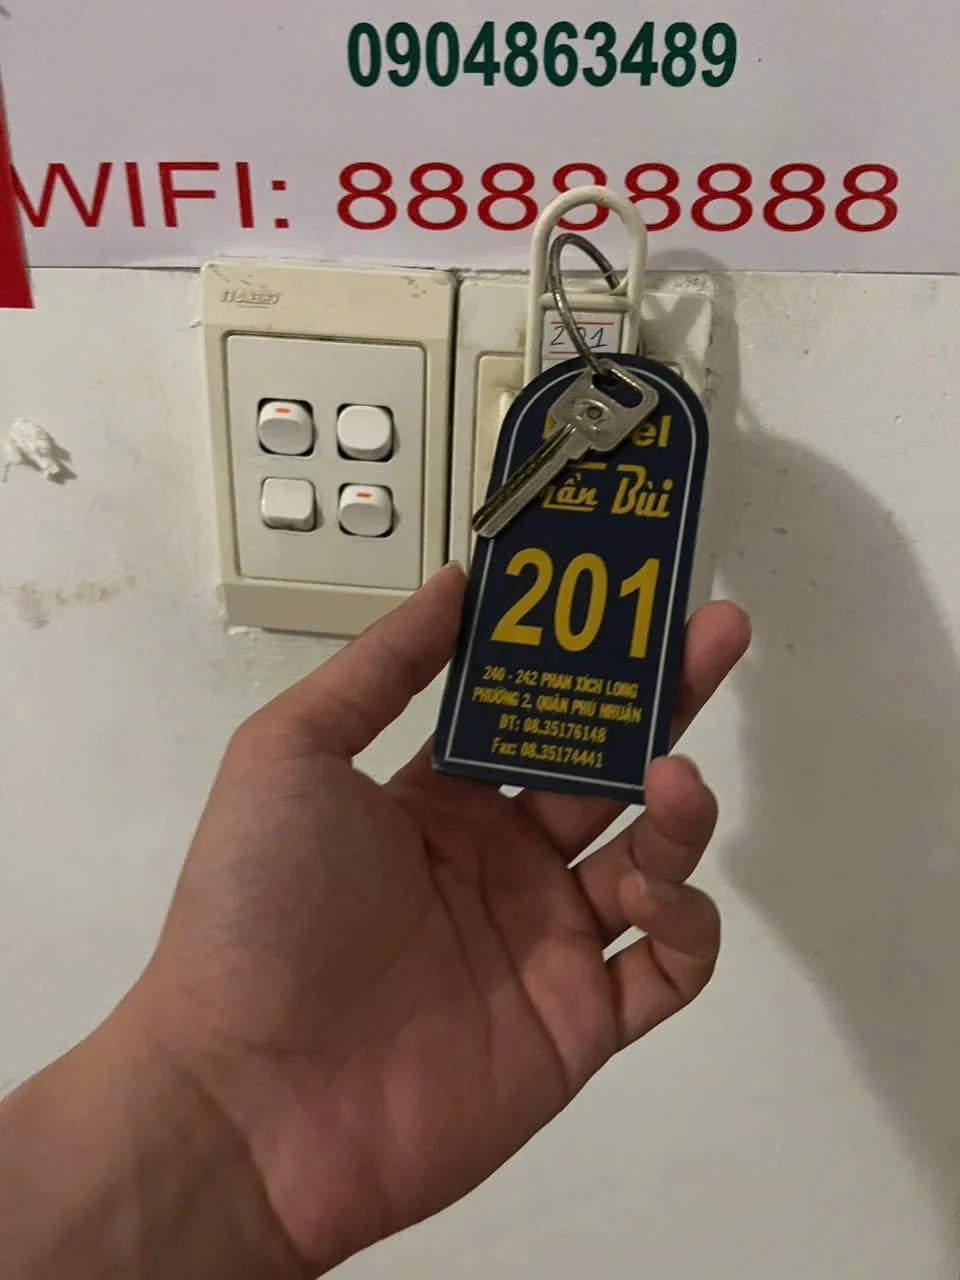 0904863489
WIFI: 88888888
201
Bùi
201
240 - 242 PHAN XÍCH LONG
PHƯỜNG 2, QUẬN PHÚ NHUẬN
ĐT: 08.35176148
Fax: 08.35174441